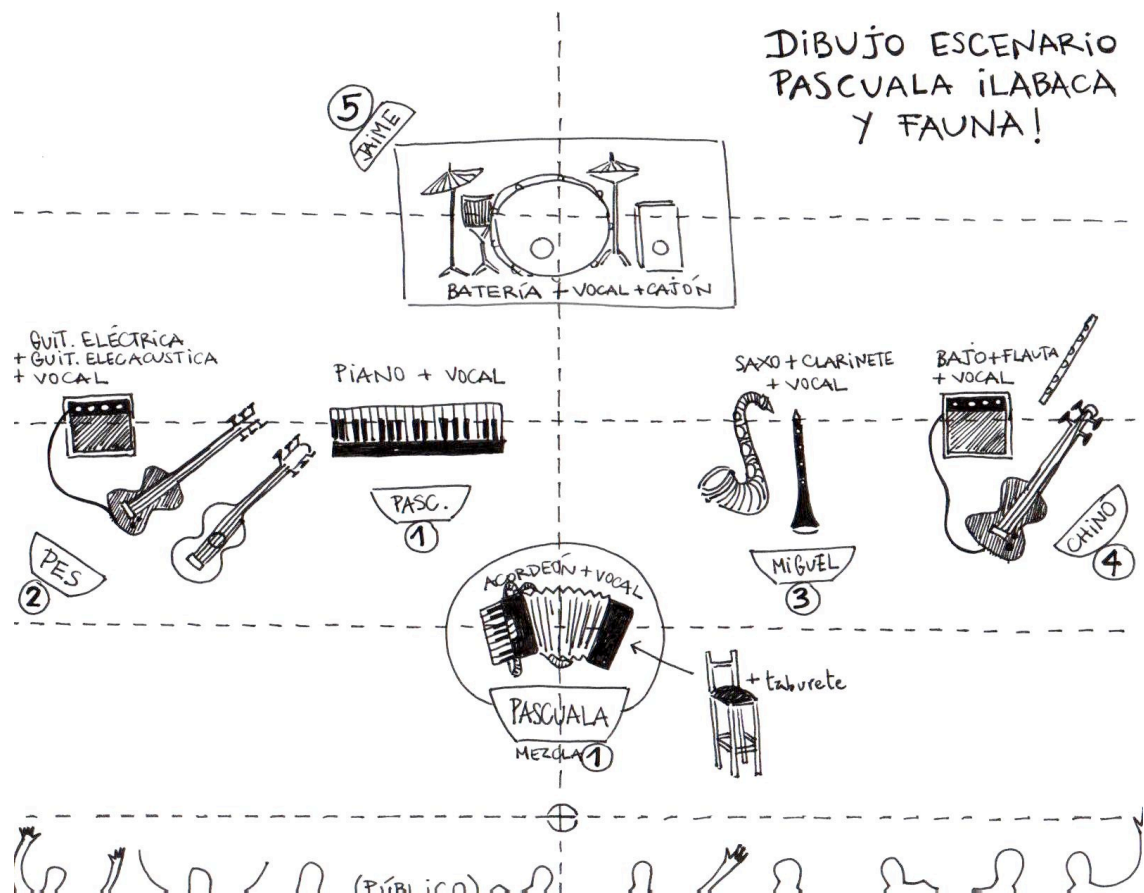 DiBUJO ESCENARiO
PASCUALA iLABACA
Y FAUNA!
5
JAiME
BATERÍA + VOCAL + CAJÓN
GUiT. ELÉCTRiCA
+ GUiT. ELECACUSTiCA
+ VOCAL
PiANO + VOCAL
SAXO + CLARiNETE
+ VOCAL
BAJO + FLAUTA
+ VOCAL
PES
2
PASC.
1
MiGUEL
3
CHiNO
4
ACORDEÓN + VOCAL
PASCUALA
MEZCLA 1
+ taburete
(PÚBLiCO)